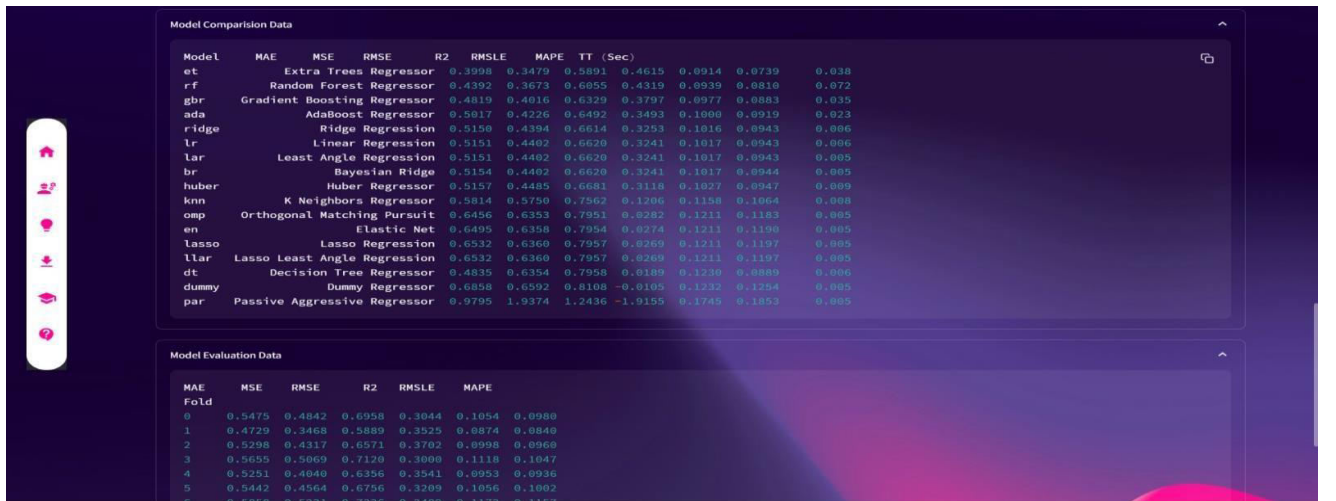 Model Comparision Data
Model MAE MSE RMSE R2 RMSLE MAPE TT (Sec)
et Extra Trees Regressor 0.3998 0.3479 0.5891 0.4615 0.0914 0.0739 0.038
rf Random Forest Regressor 0.4392 0.3673 0.6055 0.4319 0.0939 0.0810 0.072
gbr Gradient Boosting Regressor 0.4819 0.4016 0.6329 0.3797 0.0977 0.0883 0.035
ada AdaBoost Regressor 0.5017 0.4226 0.6492 0.3493 0.1000 0.0919 0.023
ridge Ridge Regression 0.5150 0.4394 0.6614 0.3253 0.1016 0.0943 0.006
lr Linear Regression 0.5151 0.4402 0.6620 0.3241 0.1017 0.0943 0.006
lar Least Angle Regression 0.5151 0.4402 0.6620 0.3241 0.1017 0.0943 0.005
br Bayesian Ridge 0.5154 0.4402 0.6620 0.3241 0.1017 0.0944 0.005
huber Huber Regressor 0.5157 0.4485 0.6681 0.3118 0.1027 0.0947 0.009
knn K Neighbors Regressor 0.5814 0.5750 0.7562 0.1206 0.1158 0.1064 0.008
omp Orthogonal Matching Pursuit 0.6456 0.6353 0.7951 0.0282 0.1211 0.1183 0.005
en Elastic Net 0.6495 0.6358 0.7954 0.0274 0.1211 0.1190 0.005
lasso Lasso Regression 0.6532 0.6360 0.7957 0.0269 0.1211 0.1197 0.005
llar Lasso Least Angle Regression 0.6532 0.6360 0.7957 0.0269 0.1211 0.1197 0.005
dt Decision Tree Regressor 0.4835 0.6354 0.7958 0.0189 0.1230 0.0889 0.006
dummy Dummy Regressor 0.6858 0.6592 0.8108 -0.0105 0.1232 0.1254 0.005
par Passive Aggressive Regressor 0.9795 1.9374 1.2436 -1.9155 0.1745 0.1853 0.005
Model Evaluation Data
MAE MSE RMSE R2 RMSLE MAPE
Fold
0 0.5475 0.4842 0.6958 0.3044 0.1054 0.0980
1 0.4729 0.3468 0.5889 0.3525 0.0874 0.0840
2 0.5298 0.4317 0.6571 0.3702 0.0998 0.0960
3 0.5655 0.5069 0.7120 0.3000 0.1118 0.1047
4 0.5251 0.4040 0.6356 0.3541 0.0953 0.0936
5 0.5442 0.4564 0.6756 0.3209 0.1056 0.1002